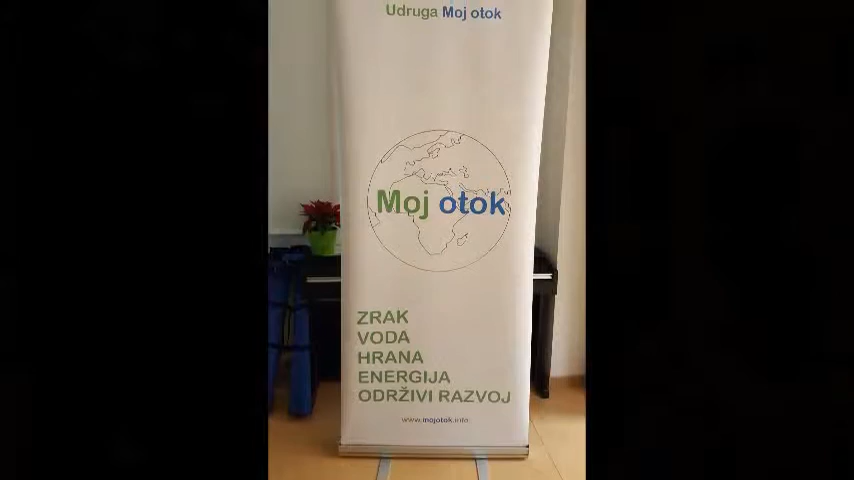 Udruga Moj otok
Moj otok
ZRAK
VODA
HRANA
ENERGIJA
ODRŽIVI RAZVOJ
www.mojotok.info